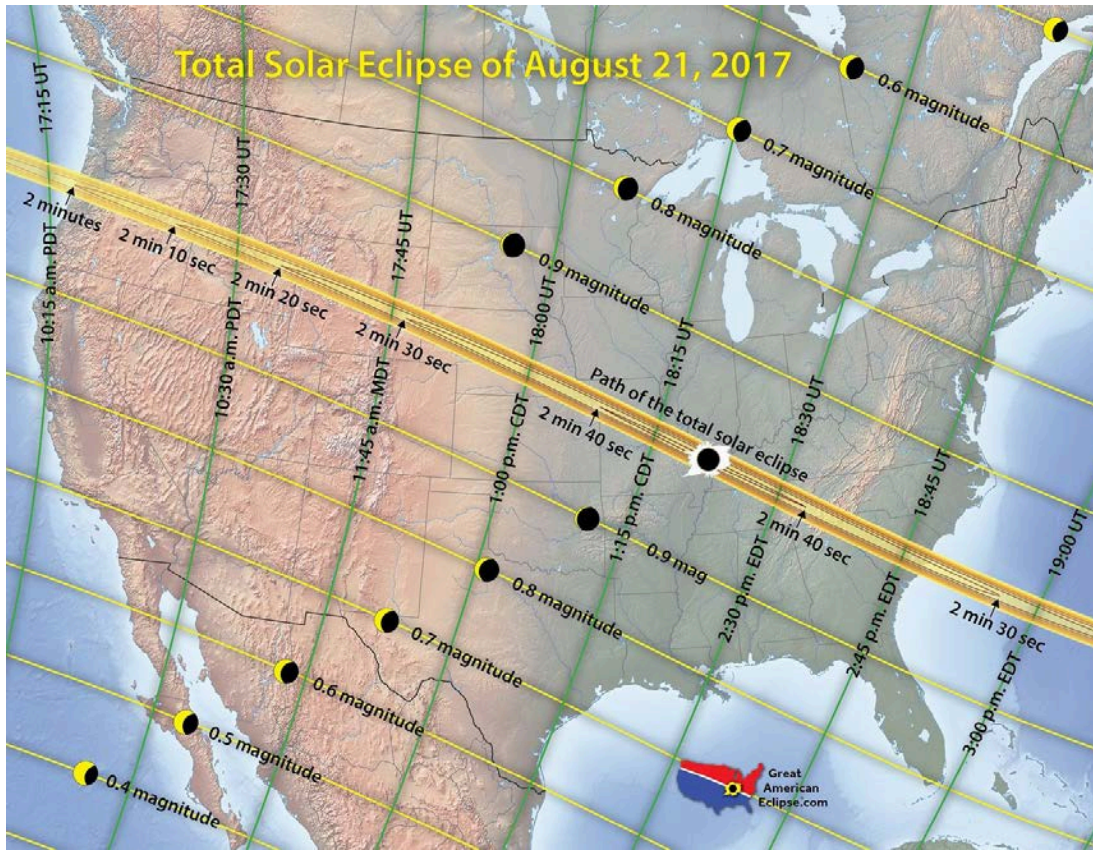 Total Solar Eclipse of August 21, 2017
17:15 UT
17:30 UT
17:45 UT
18:00 UT
18:15 UT
18:30 UT
18:45 UT
19:00 UT
0.6 magnitude
0.7 magnitude
0.8 magnitude
0.9 magnitude
2 minutes
2 min 10 sec
2 min 20 sec
2 min 30 sec
2 min 40 sec
Path of the total solar eclipse
2 min 40 sec
2 min 30 sec
10:15 a.m. PDT
10:30 a.m. PDT
11:45 a.m. MDT
1:00 p.m. CDT
1:15 p.m. CDT
2:30 p.m. EDT
2:45 p.m. EDT
3:00 p.m. EDT
0.9 mag
0.8 magnitude
0.7 magnitude
0.6 magnitude
0.5 magnitude
0.4 magnitude
Great
American
Eclipse.com